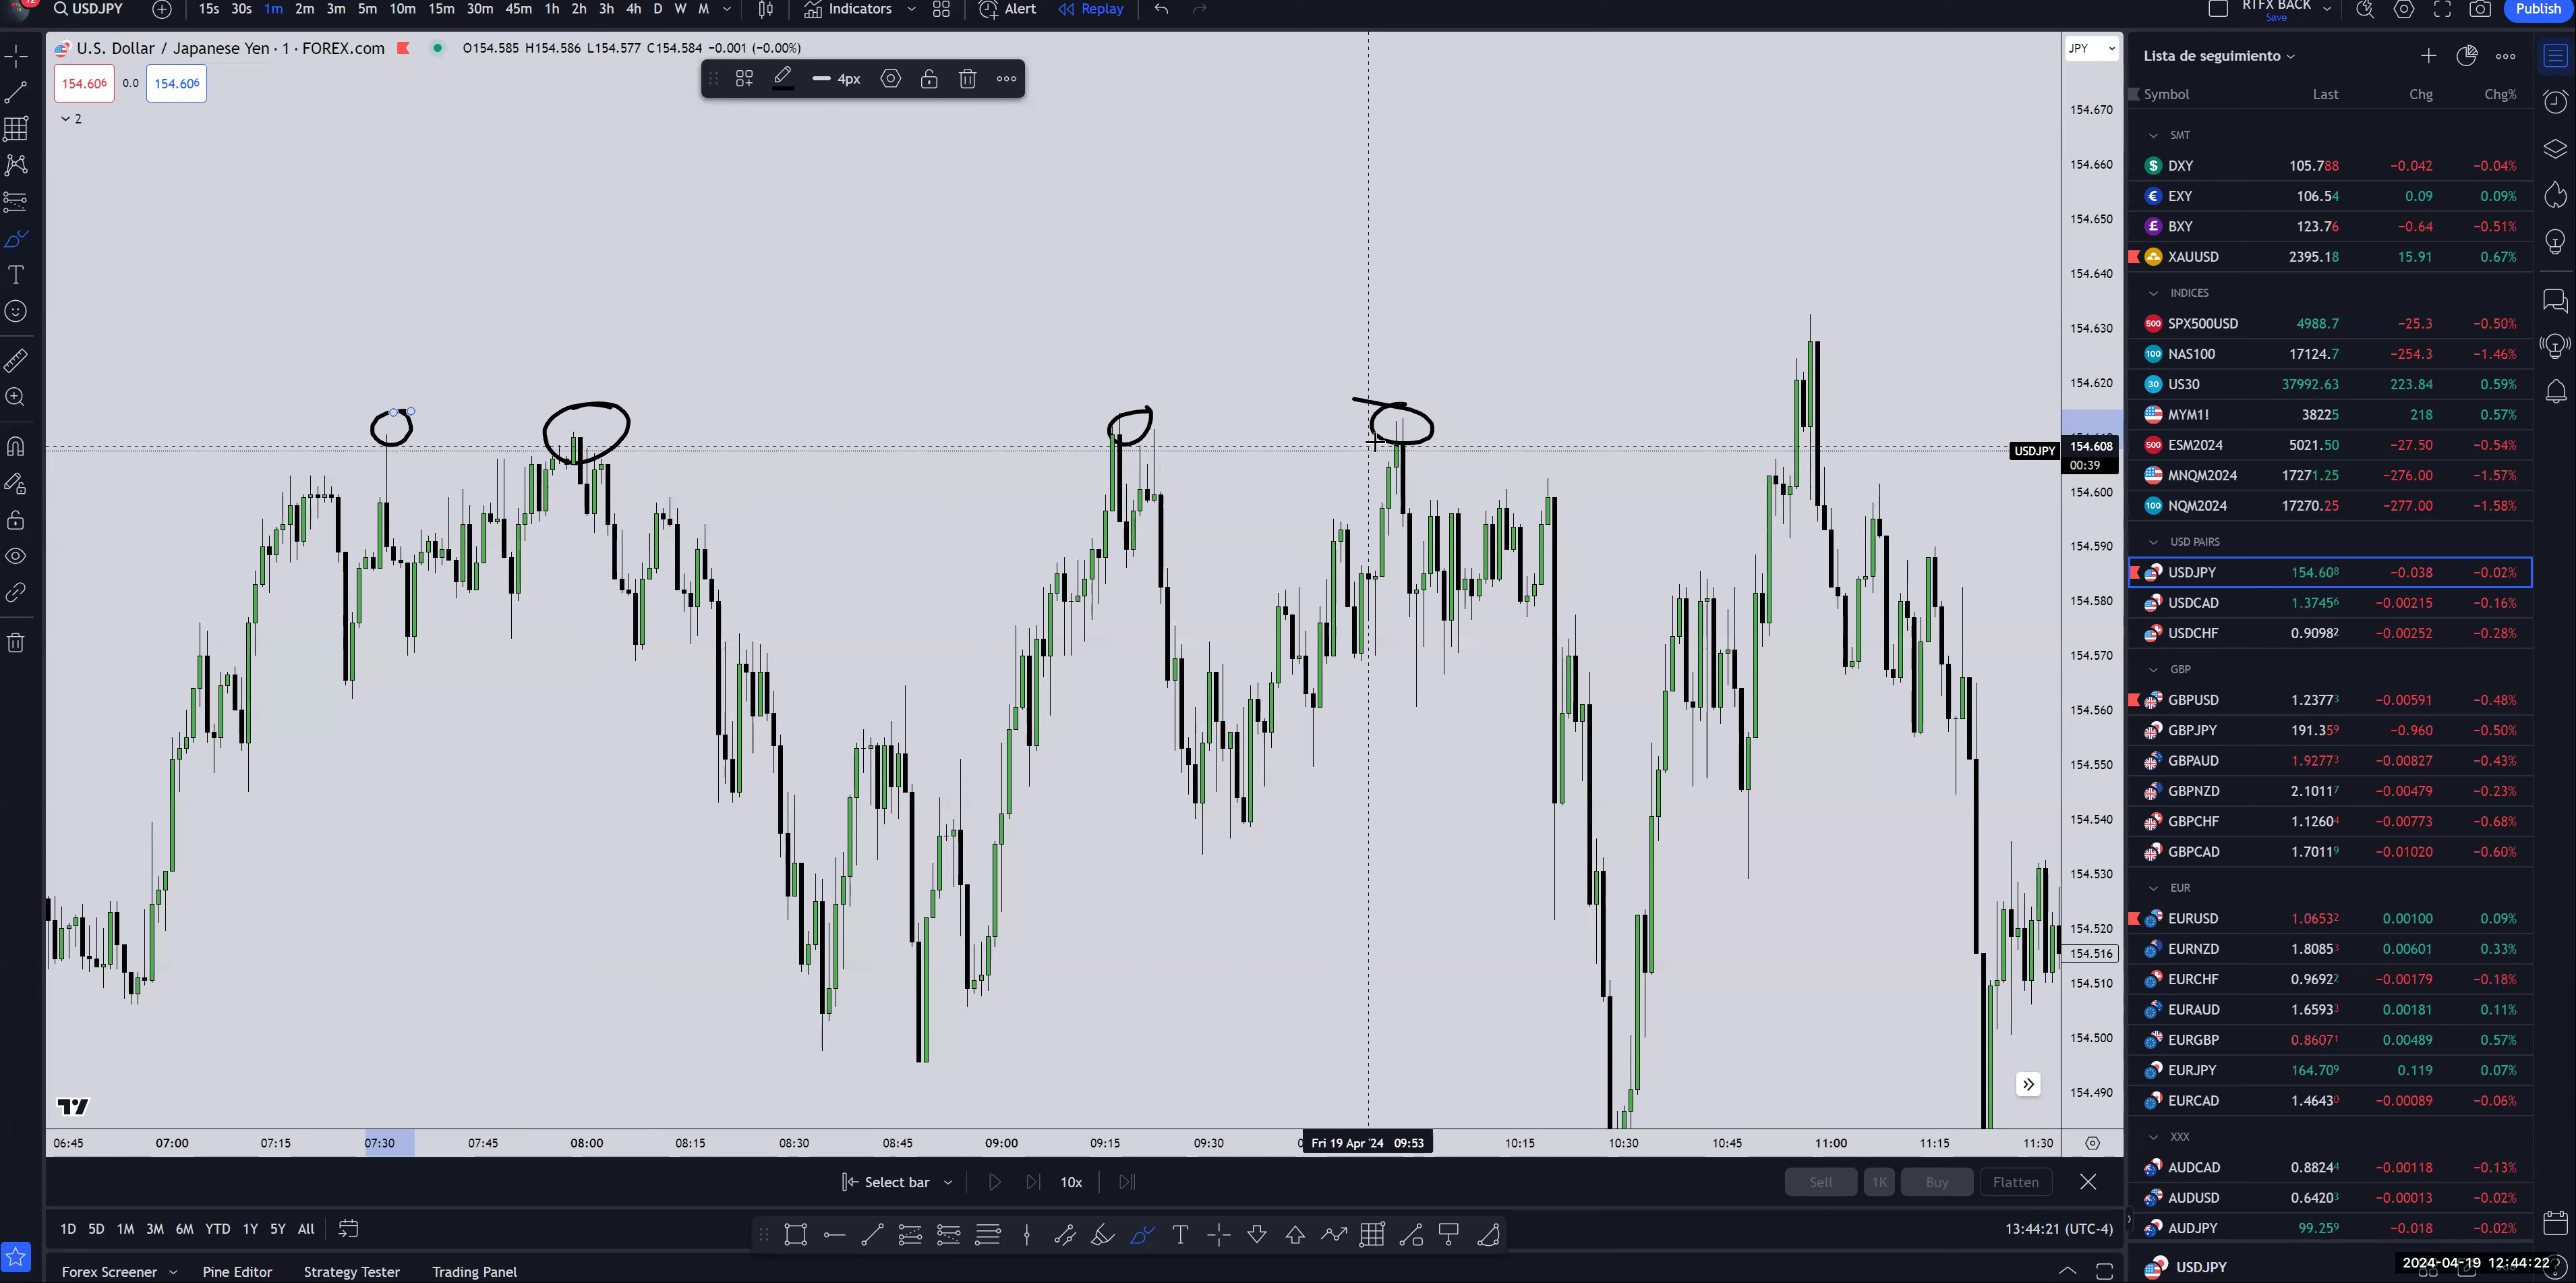 USDJPY 15s 30s 1m 2m 3m 5m 10m 15m 30m 45m 1h 2h 3h 4h D W M Indicators Alert Replay RTFX BACK Save Publish
U.S. Dollar / Japanese Yen · 1 · FOREX.com O154.585 H154.586 L154.577 C154.584 −0.001 (−0.00%)
154.606 0.0 154.606
2
4px
JPY
154.670
154.660
154.650
154.640
154.630
154.620
USDJPY 154.608
00:39
154.600
154.590
154.580
154.570
154.560
154.550
154.540
154.530
154.520
154.516
154.510
154.500
154.490
06:45 07:00 07:15 07:30 07:45 08:00 08:15 08:30 08:45 09:00 09:15 09:30 Fri 19 Apr '24 09:53 10:15 10:30 10:45 11:00 11:15 11:30
Select bar 10x Sell 1K Buy Flatten
1D 5D 1M 3M 6M YTD 1Y 5Y All 13:44:21 (UTC-4)
Forex Screener Pine Editor Strategy Tester Trading Panel
Lista de seguimiento
Symbol Last Chg Chg%
SMT
DXY 105.788 −0.042 −0.04%
EXY 106.54 0.09 0.09%
BXY 123.76 −0.64 −0.51%
XAUUSD 2395.18 15.91 0.67%
INDICES
SPX500USD 4988.7 −25.3 −0.50%
NAS100 17124.7 −254.3 −1.46%
US30 37992.63 223.84 0.59%
MYM1! 38225 218 0.57%
ESM2024 5021.50 −27.50 −0.54%
MNQM2024 17271.25 −276.00 −1.57%
NQM2024 17270.25 −277.00 −1.58%
USD PAIRS
USDJPY 154.608 −0.038 −0.02%
USDCAD 1.37456 −0.00215 −0.16%
USDCHF 0.90982 −0.00252 −0.28%
GBP
GBPUSD 1.23773 −0.00591 −0.48%
GBPJPY 191.359 −0.960 −0.50%
GBPAUD 1.92773 −0.00827 −0.43%
GBPNZD 2.10117 −0.00479 −0.23%
GBPCHF 1.12604 −0.00773 −0.68%
GBPCAD 1.70119 −0.01020 −0.60%
EUR
EURUSD 1.06532 0.00100 0.09%
EURNZD 1.80853 0.00601 0.33%
EURCHF 0.96922 −0.00179 −0.18%
EURAUD 1.65933 0.00181 0.11%
EURGBP 0.86071 0.00489 0.57%
EURJPY 164.709 0.119 0.07%
EURCAD 1.46430 −0.00089 −0.06%
XXX
AUDCAD 0.88244 −0.00118 −0.13%
AUDUSD 0.64203 −0.00013 −0.02%
AUDJPY 99.259 −0.018 −0.02%
USDJPY 2024-04-19 12:44:22